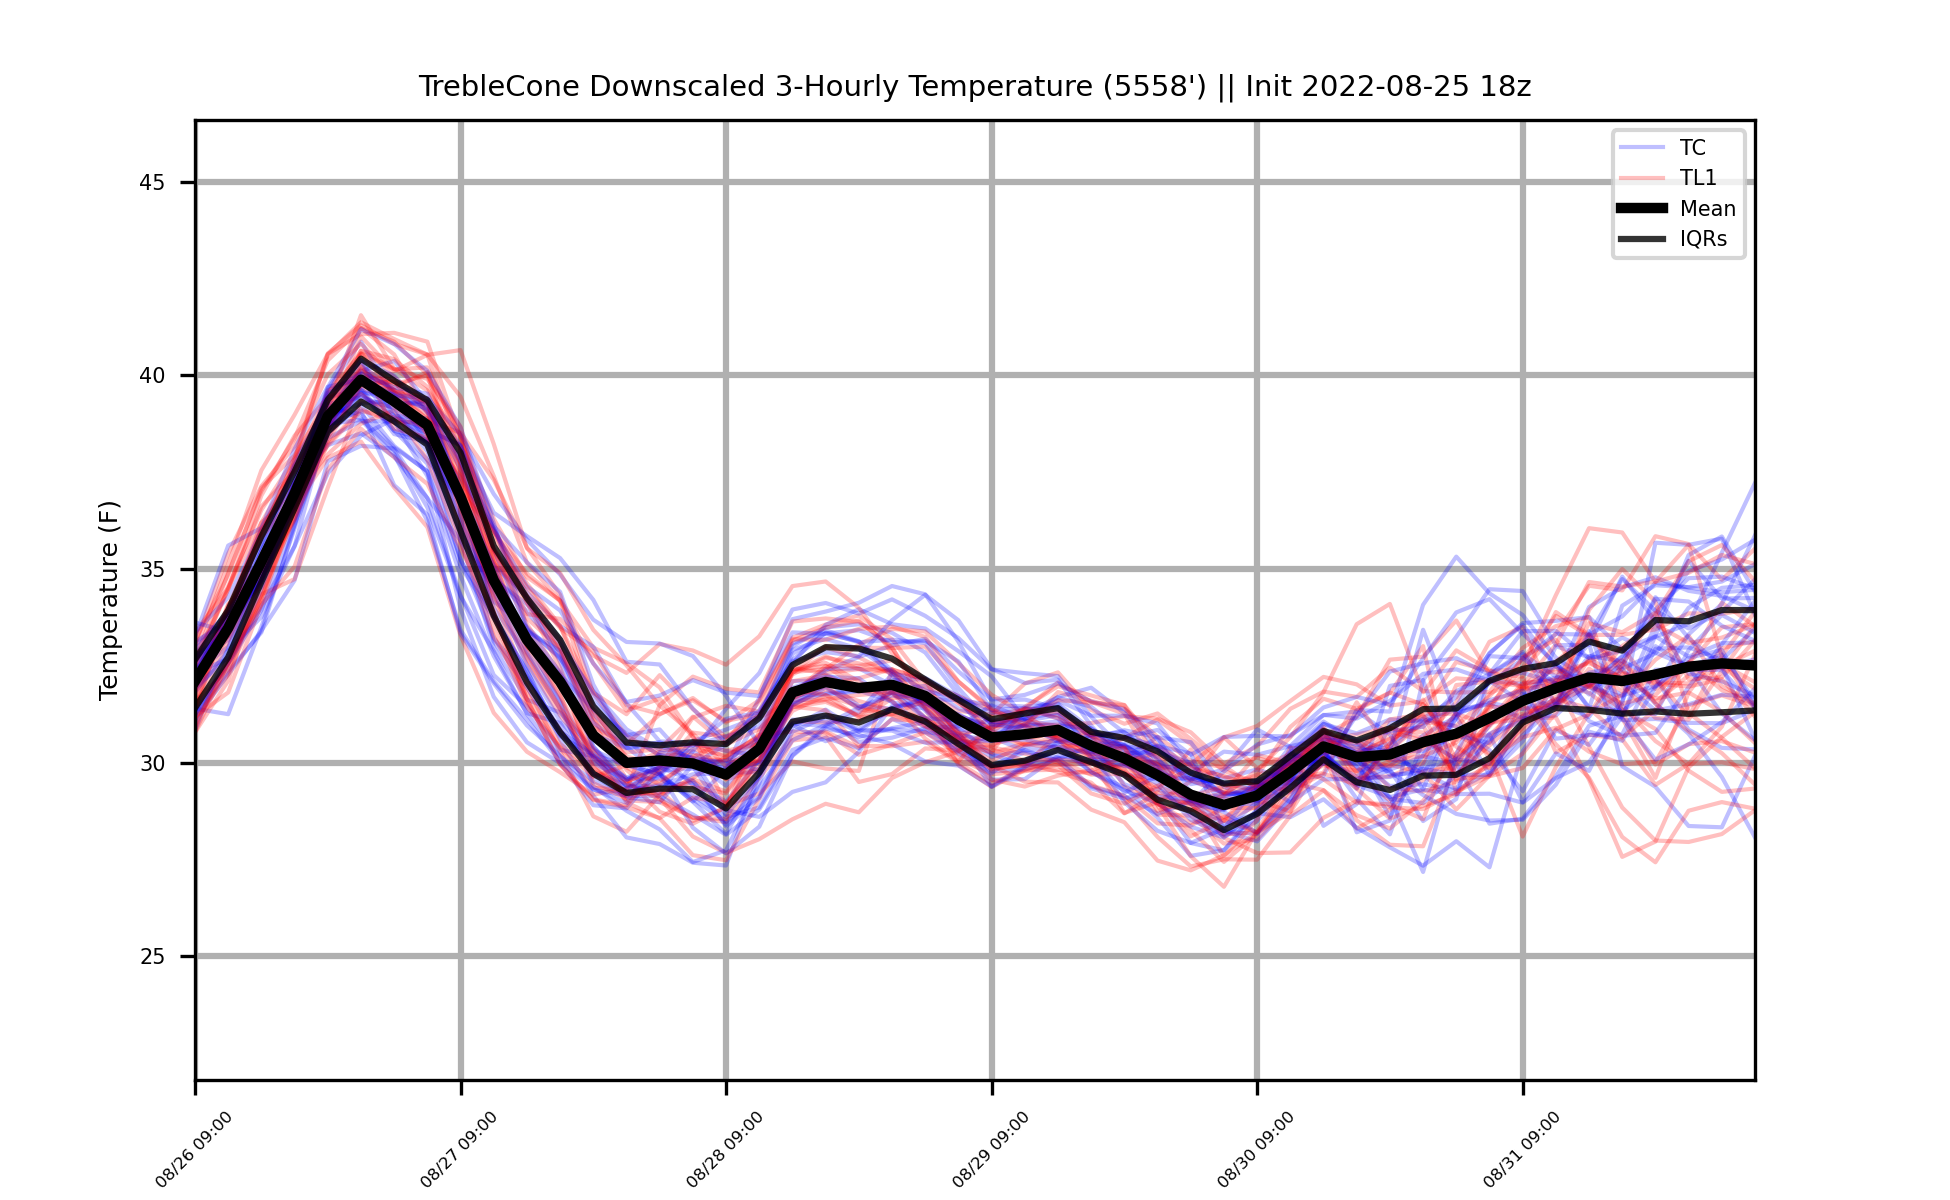 TrebleCone Downscaled 3-Hourly Temperature (5558') || Init 2022-08-25 18z
TC
TL1
Mean
IQRs
Temperature (F)
45
40
35
30
25
08/26 09:00
08/27 09:00
08/28 09:00
08/29 09:00
08/30 09:00
08/31 09:00